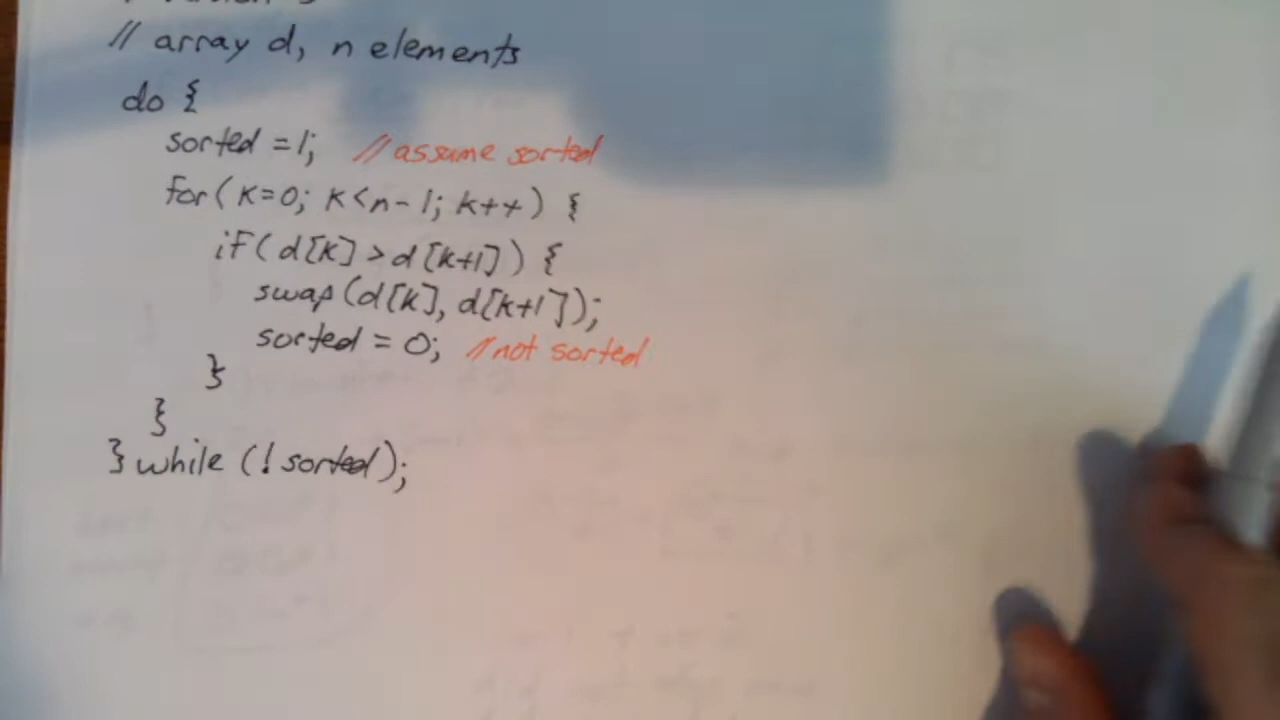 // array d, n elements
do {
sorted = 1; // assume sorted
for( k=0; k<n-1; k++ ) {
if( d[k] > d[k+1] ) {
swap(d[k], d[k+1]);
sorted = 0; // not sorted
}
}
} while (! sorted);